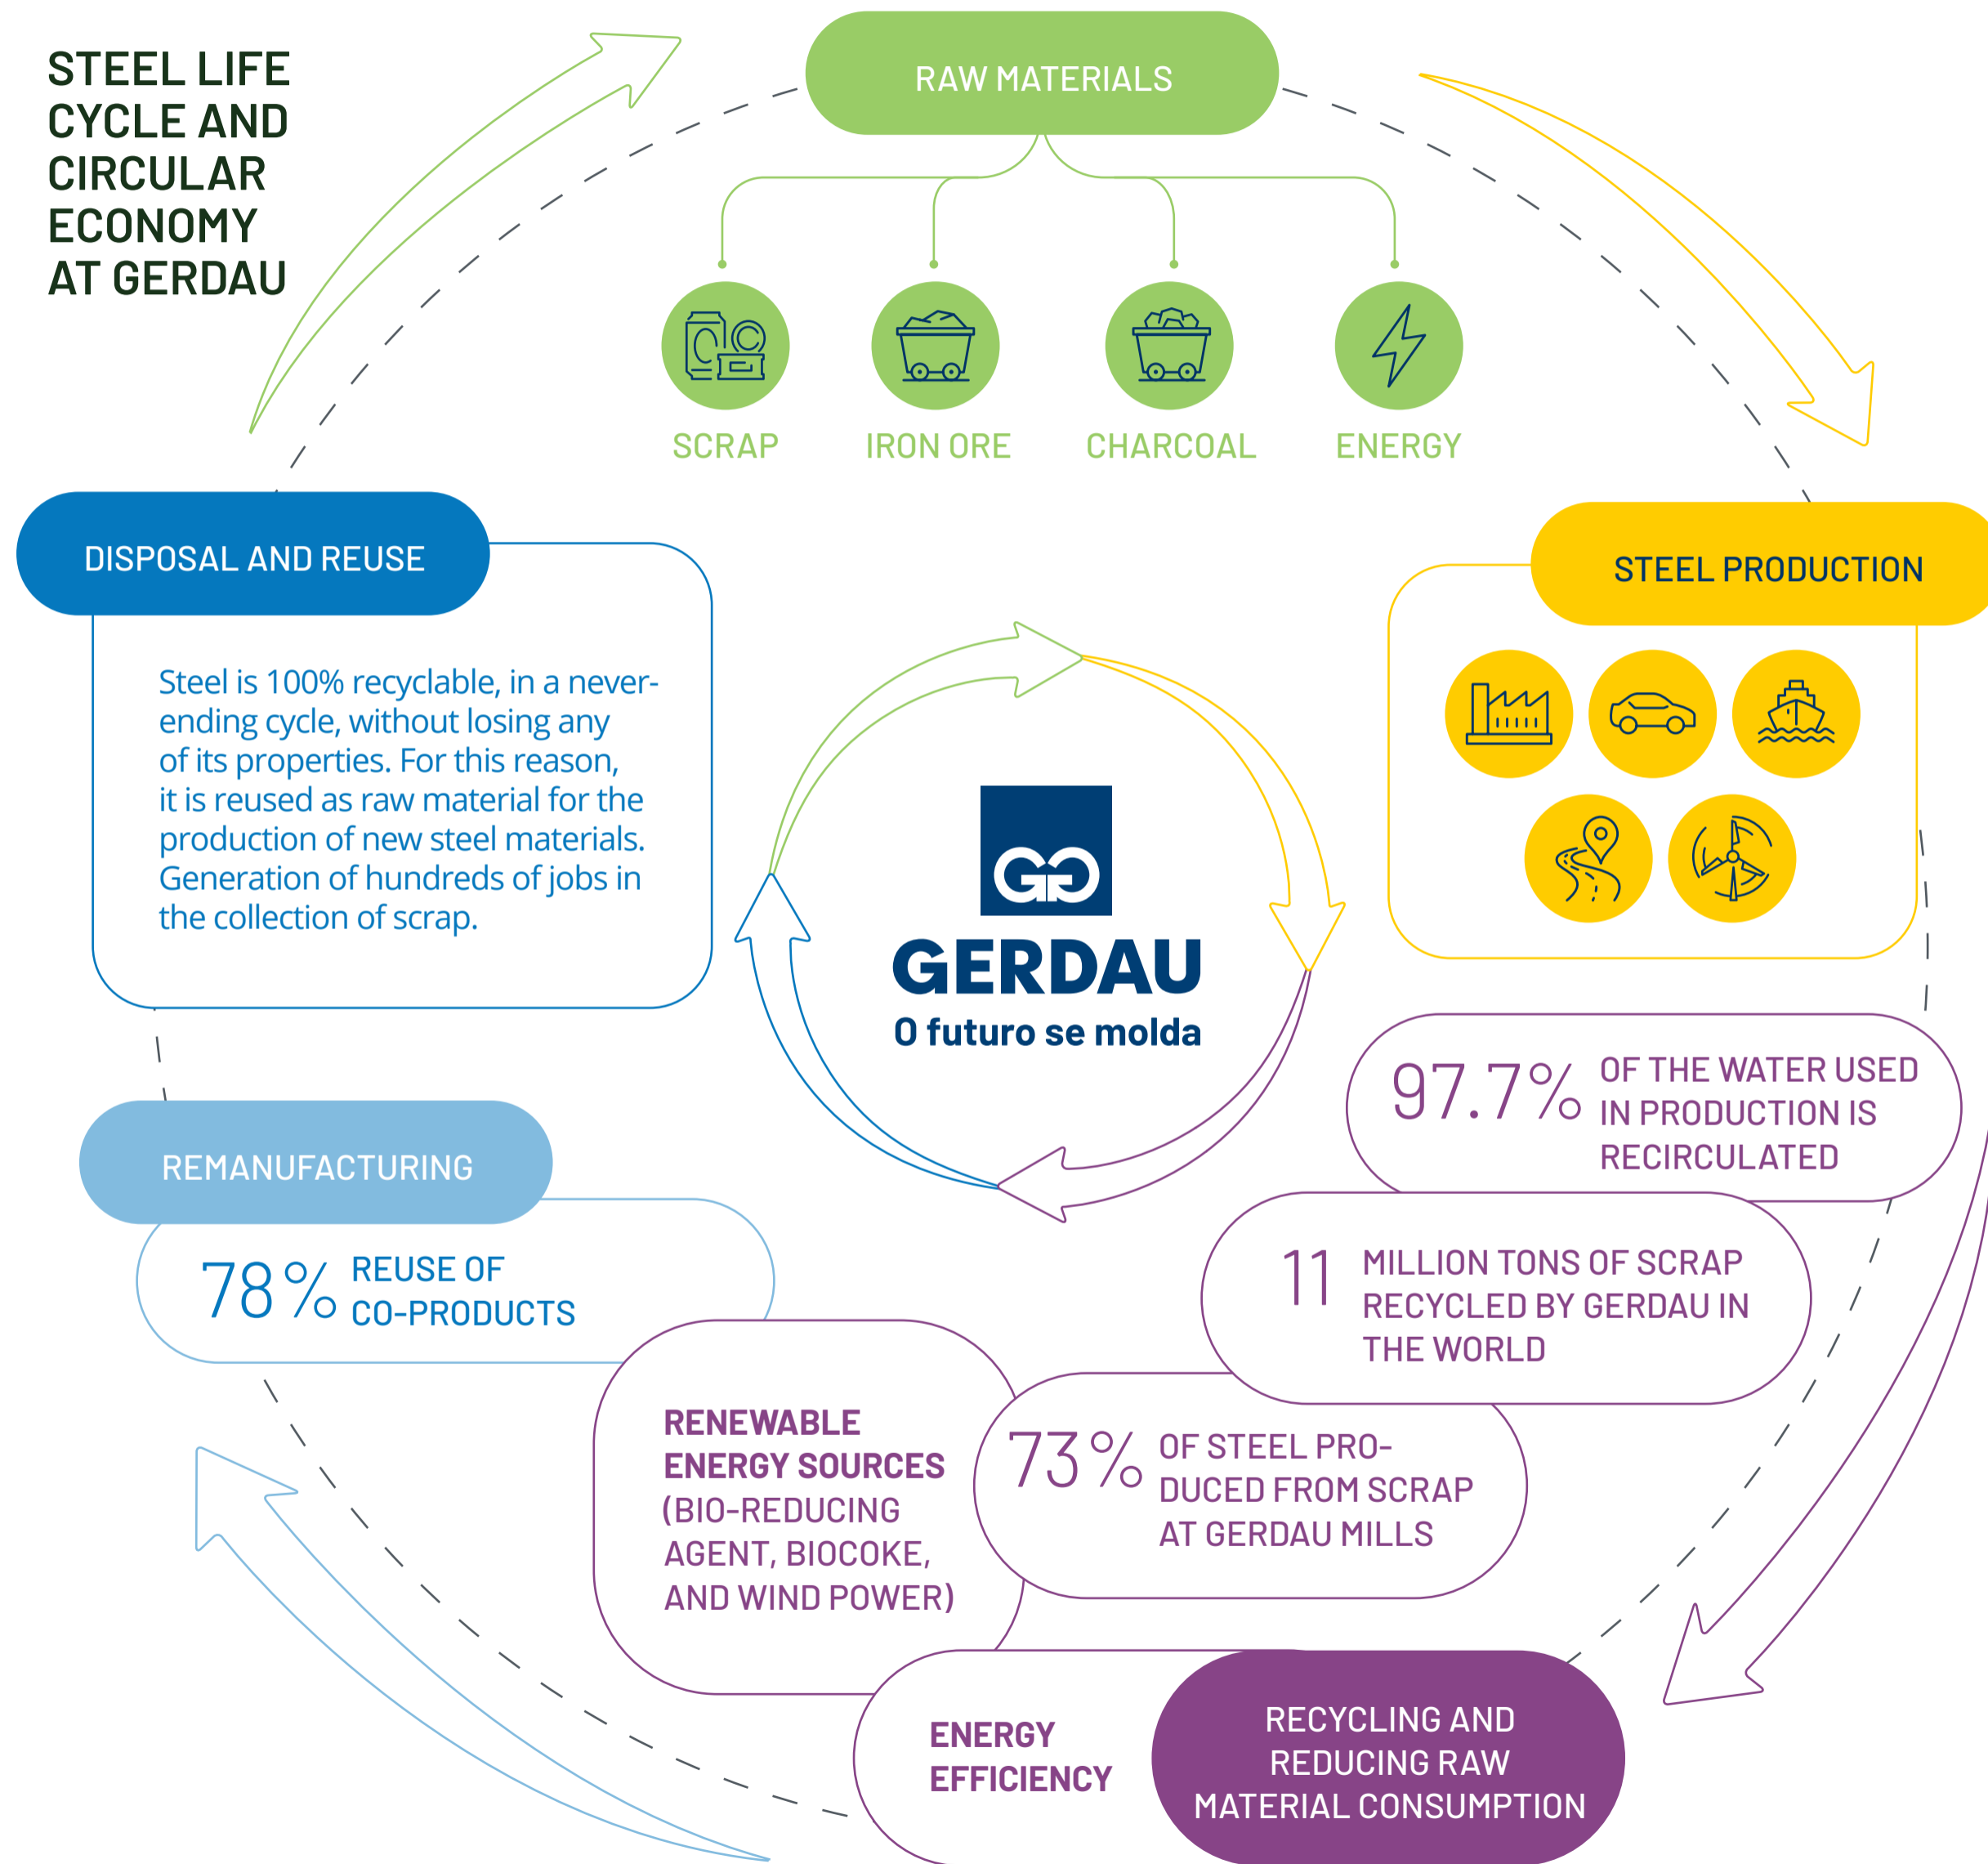 STEEL LIFE
CYCLE AND
CIRCULAR
ECONOMY
AT GERDAU
RAW MATERIALS
SCRAP
IRON ORE
CHARCOAL
ENERGY
STEEL PRODUCTION
DISPOSAL AND REUSE
Steel is 100% recyclable, in a never-
ending cycle, without losing any
of its properties. For this reason,
it is reused as raw material for the
production of new steel materials.
Generation of hundreds of jobs in
the collection of scrap.
GERDAU
O futuro se molda
97.7%
OF THE WATER USED
IN PRODUCTION IS
RECIRCULATED
REMANUFACTURING
78%
REUSE OF
CO-PRODUCTS
11
MILLION TONS OF SCRAP
RECYCLED BY GERDAU IN
THE WORLD
73%
OF STEEL PRO-
DUCED FROM SCRAP
AT GERDAU MILLS
RENEWABLE
ENERGY SOURCES
(BIO-REDUCING
AGENT, BIOCOKE,
AND WIND POWER)
ENERGY
EFFICIENCY
RECYCLING AND
REDUCING RAW
MATERIAL CONSUMPTION